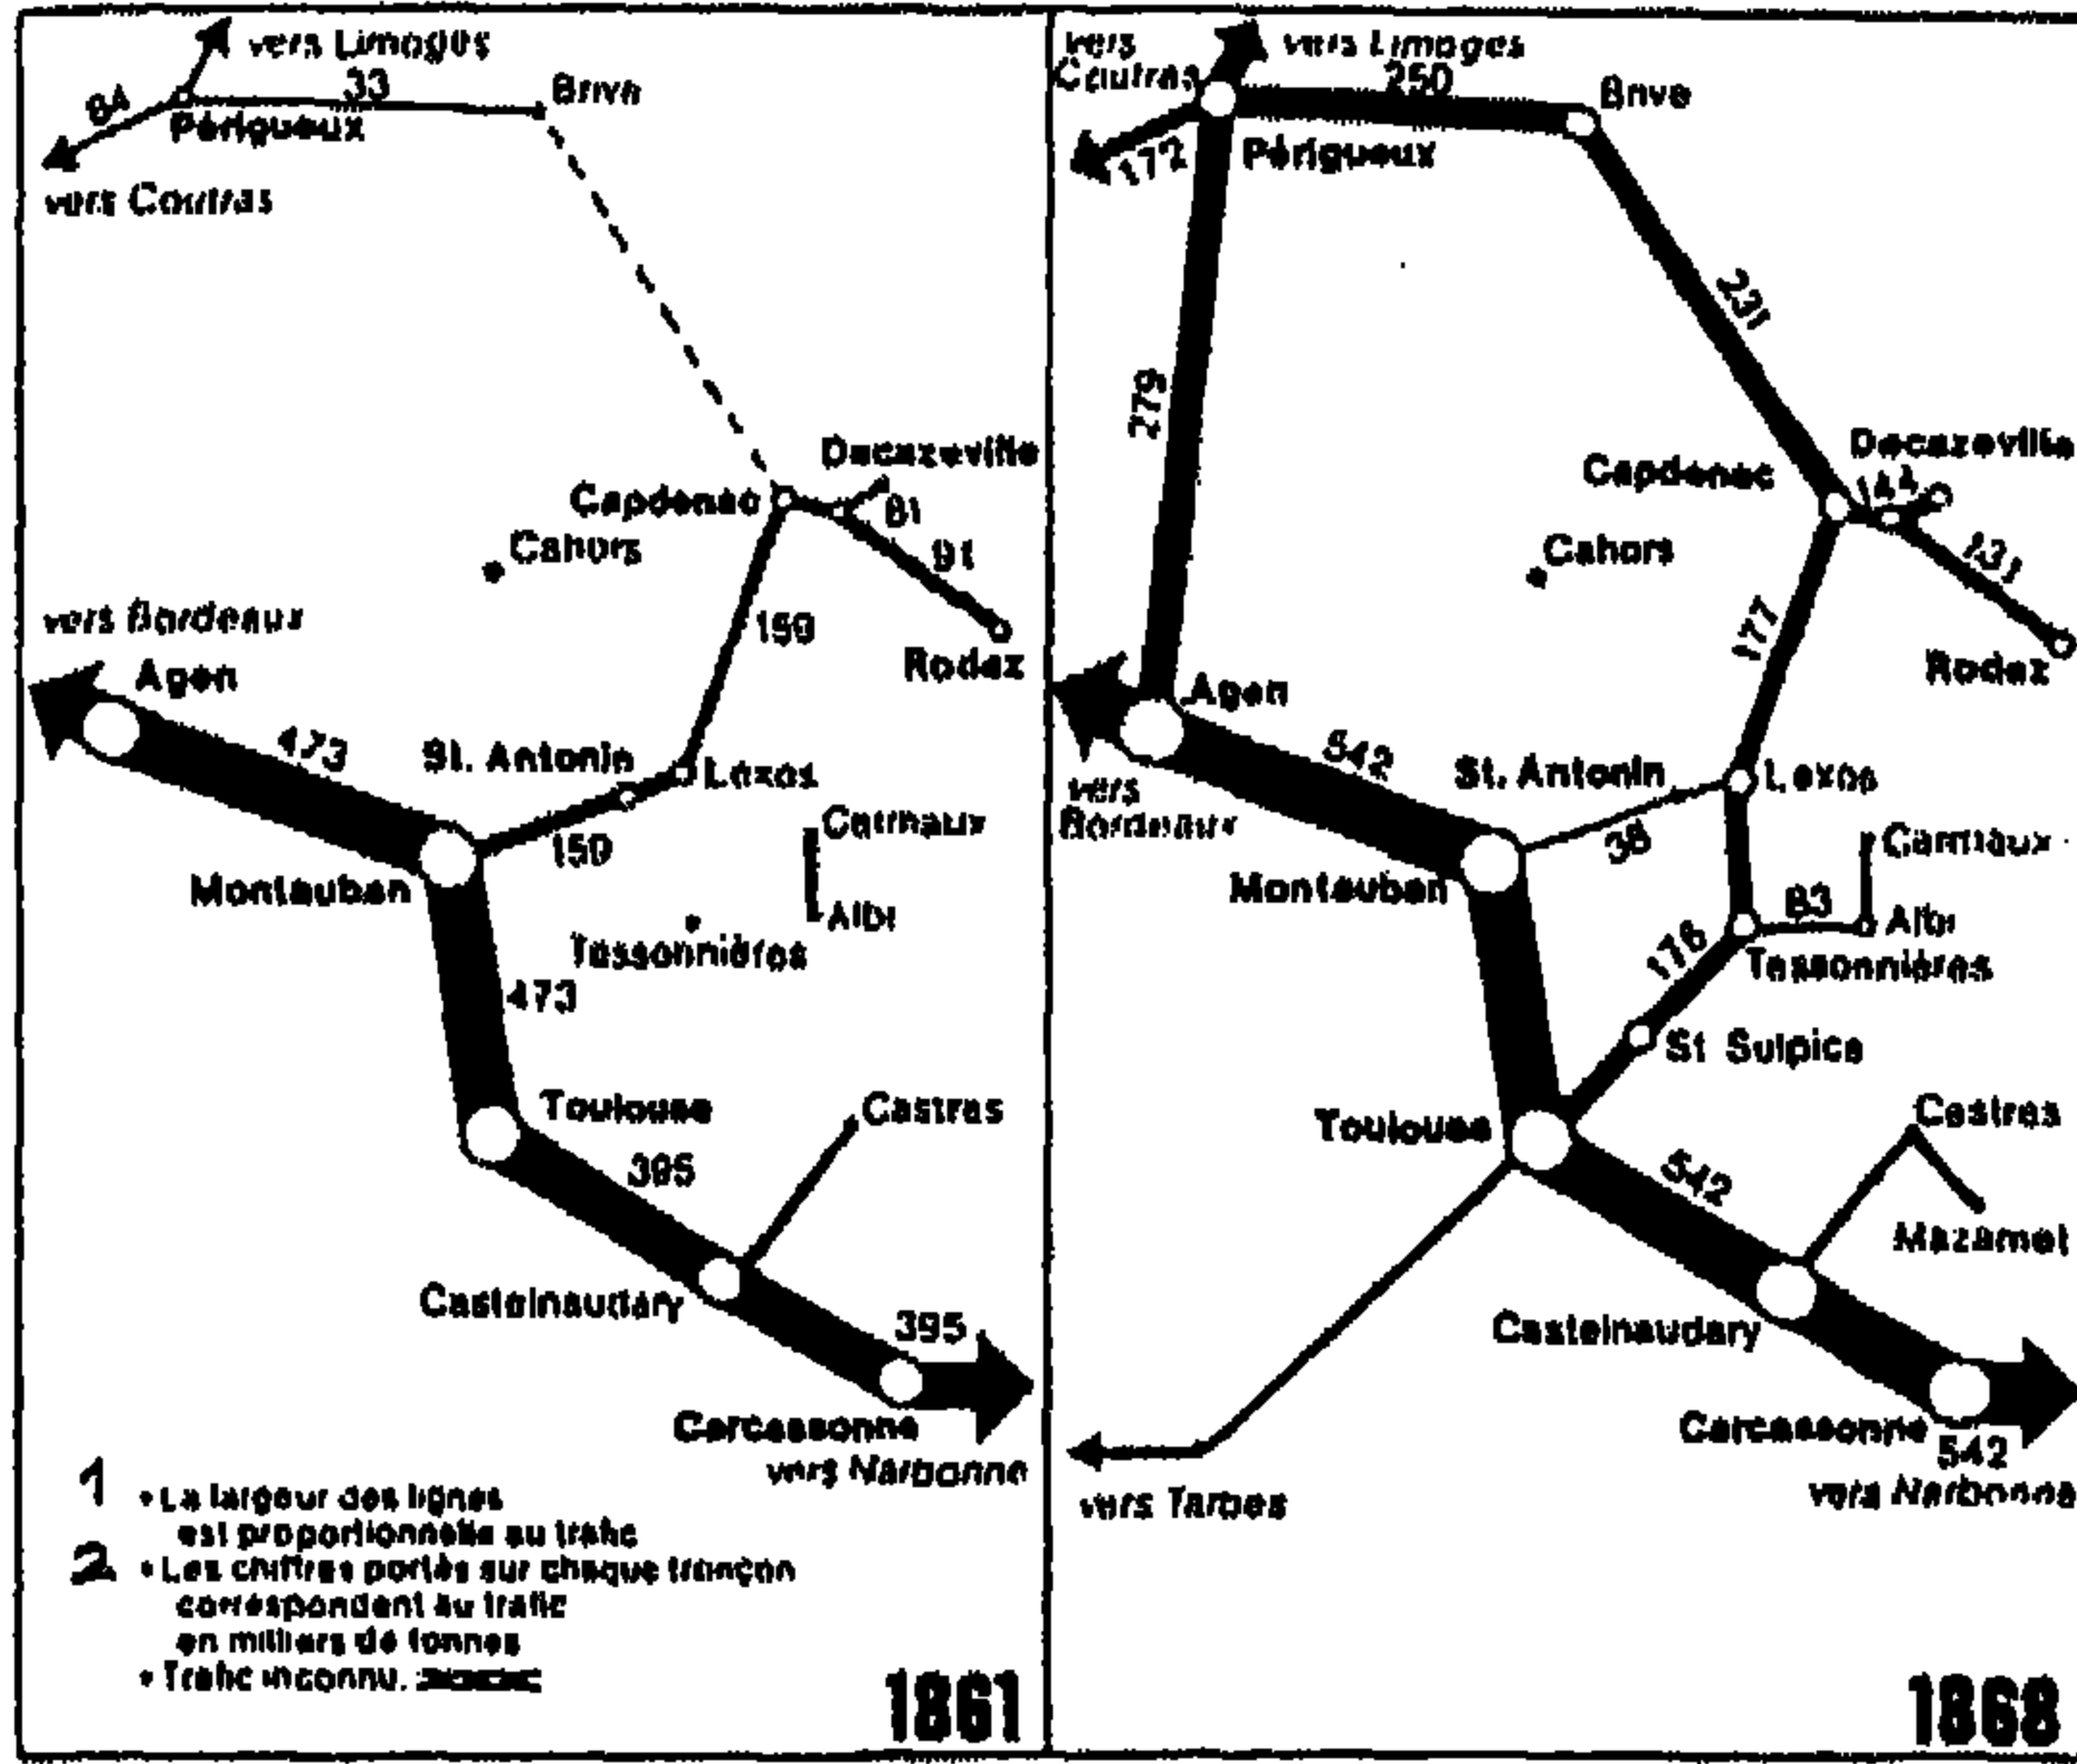 vers Limoges
84
33
Brive
Périgueux
vers Coutras
Decazeville
Capdenac
81
Cahors
91
150
vers Bordeaux
Rodez
Agen
473
St. Antonin
Lexos
Carmaux
150
Montauban
Albi
Tessonnières
473
Toulouse
Castres
395
Castelnaudary
395
Carcassonne
vers Narbonne
1
• La largeur des lignes
est proportionnelle au trafic
2
• Les chiffres portés sur chaque tronçon
correspondent au trafic
en milliers de tonnes
• Trafic inconnu.
1861
vers
Coutras
vers Limoges
250
Brive
172
Périgueux
231
279
Decazeville
Capdenac
144
Cahors
131
177
Rodez
Agen
542
St. Antonin
Lexos
vers
Bordeaux
38
Carmaux
Montauban
83
Albi
176
Tessonnières
St Sulpice
Toulouse
Castres
542
Mazamet
Castelnaudary
Carcassonne
542
vers Narbonne
vers Tarbes
1868